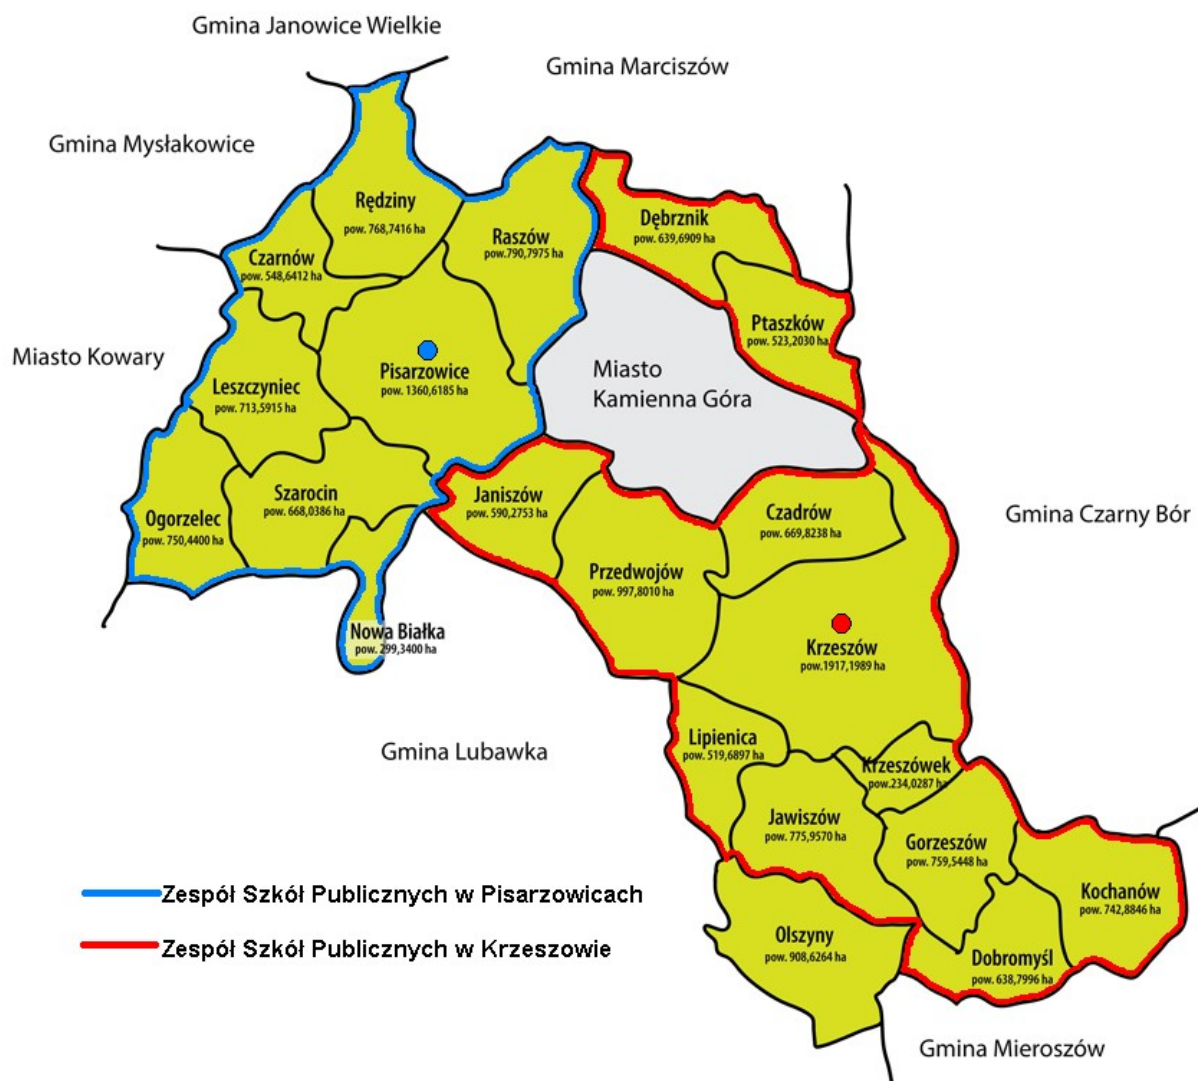 Gmina Janowice Wielkie
Gmina Marciszów
Gmina Mysłakowice
Rędziny
pow. 768,7416 ha
Dębrznik
pow. 639,6909 ha
Raszów
pow.790,7975 ha
Czarnów
pow. 548,6412 ha
Ptaszków
pow. 523,2030 ha
Miasto Kowary
Pisarzowice
pow. 1360,6185 ha
Miasto
Kamienna Góra
Leszczyniec
pow. 713,5915 ha
Szarocin
pow. 668,0386 ha
Janiszów
pow. 590,2753 ha
Czadrów
pow. 669,8238 ha
Gmina Czarny Bór
Ogorzelec
pow. 750,4400 ha
Przedwojów
pow. 997,8010 ha
Nowa Białka
pow. 299,3400 ha
Krzeszów
pow.1917,1989 ha
Gmina Lubawka
Lipienica
pow. 519,6897 ha
Krzeszówek
pow.234,0287 ha
Jawiszów
pow. 775,9570 ha
Gorzeszów
pow. 759,5448 ha
Kochanów
pow. 742,8846 ha
Zespół Szkół Publicznych w Pisarzowicach
Zespół Szkół Publicznych w Krzeszowie
Olszyny
pow. 908,6264 ha
Dobromyśl
pow. 638,7996 ha
Gmina Mieroszów